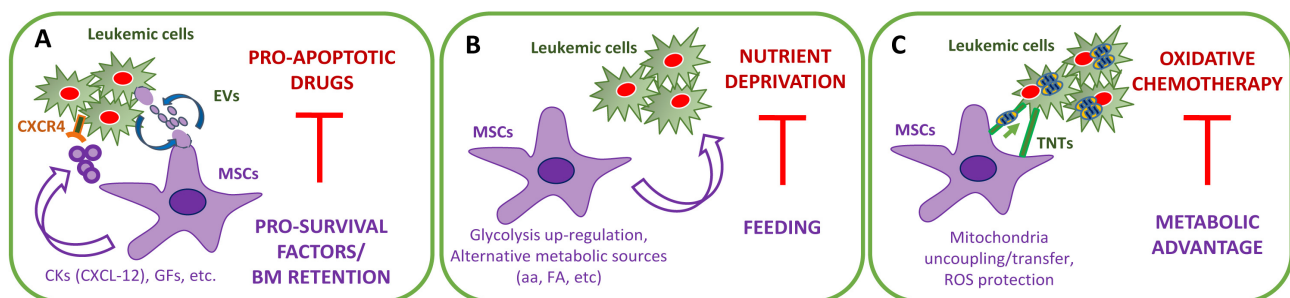 A
Leukemic cells
PRO-APOPTOTIC
DRUGS
EVs
CXCR4
MSCs
PRO-SURVIVAL
FACTORS/
BM RETENTION
CKs (CXCL-12), GFs, etc.
B
Leukemic cells
NUTRIENT
DEPRIVATION
MSCs
FEEDING
Glycolysis up-regulation,
Alternative metabolic sources
(aa, FA, etc)
C
Leukemic cells
OXIDATIVE
CHEMOTHERAPY
MSCs
TNTs
METABOLIC
ADVANTAGE
Mitochondria
uncoupling/transfer,
ROS protection